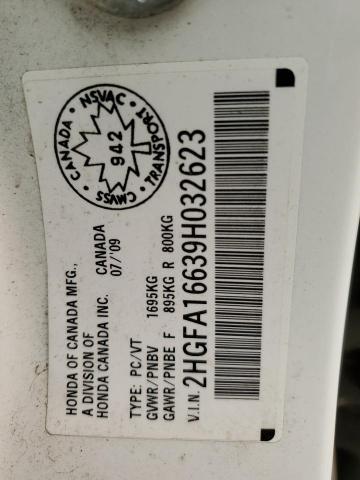 HONDA OF CANADA MFG.,
A DIVISION OF
HONDA CANADA INC. CANADA
07/'09
CANADA · NSVAC · TRANSPORT · CMVSS ·
942
TYPE: PC/VT
GVWR/PNBV 1695KG
GAWR/PNBE F 895KG R 800KG
V.I.N. 2HGFA16639H032623